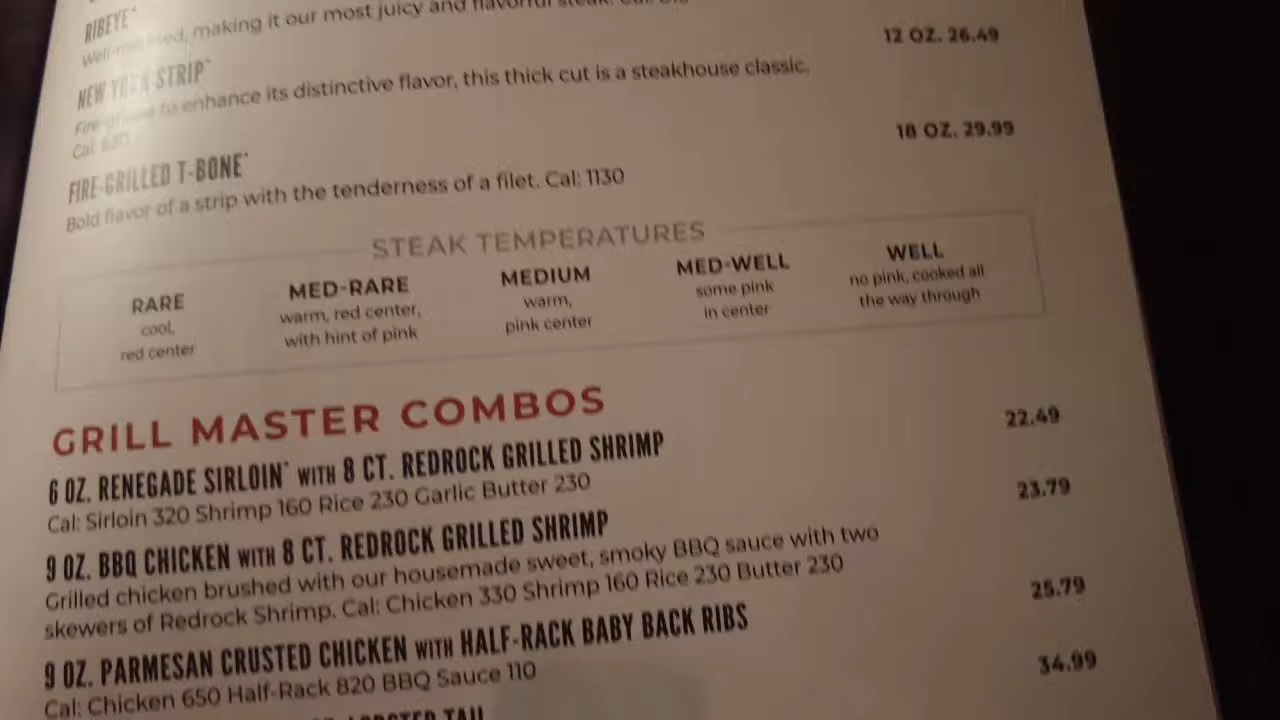 RIBEYE*
making it our most juicy and flavorful steak.
NEW YORK STRIP* 12 OZ. 26.49
Fire-grilled to enhance its distinctive flavor, this thick cut is a steakhouse classic.
Cal:
FIRE-GRILLED T-BONE* 18 OZ. 29.99
Bold flavor of a strip with the tenderness of a filet. Cal: 1130
STEAK TEMPERATURES
RARE
cool,
red center
MED-RARE
warm, red center,
with hint of pink
MEDIUM
warm,
pink center
MED-WELL
some pink
in center
WELL
no pink, cooked all
the way through
GRILL MASTER COMBOS
6 OZ. RENEGADE SIRLOIN* WITH 8 CT. REDROCK GRILLED SHRIMP 22.49
Cal: Sirloin 320 Shrimp 160 Rice 230 Garlic Butter 230
9 OZ. BBQ CHICKEN WITH 8 CT. REDROCK GRILLED SHRIMP 23.79
Grilled chicken brushed with our housemade sweet, smoky BBQ sauce with two
skewers of Redrock Shrimp. Cal: Chicken 330 Shrimp 160 Rice 230 Butter 230
9 OZ. PARMESAN CRUSTED CHICKEN WITH HALF-RACK BABY BACK RIBS 25.79
Cal: Chicken 650 Half-Rack 820 BBQ Sauce 110
LOBSTER TAIL 34.99